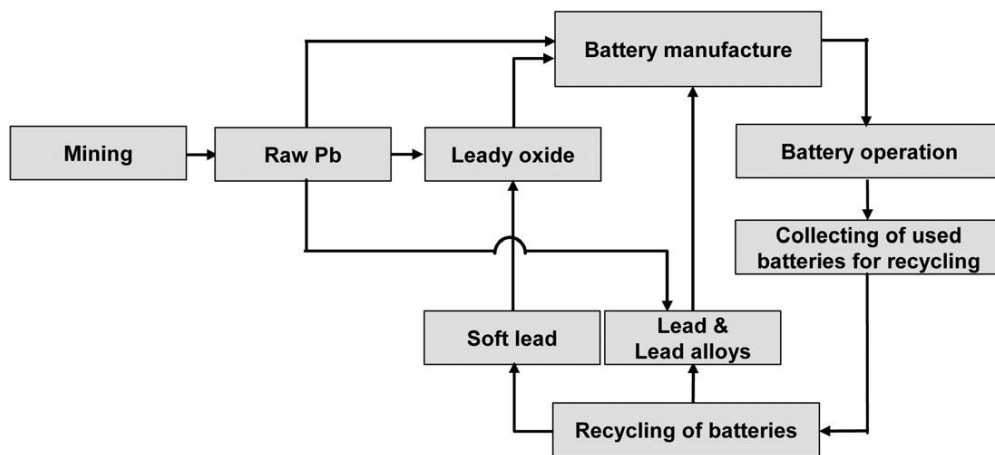 Battery manufacture
Mining
Raw Pb
Leady oxide
Battery operation
Collecting of used
batteries for recycling
Soft lead
Lead &
Lead alloys
Recycling of batteries